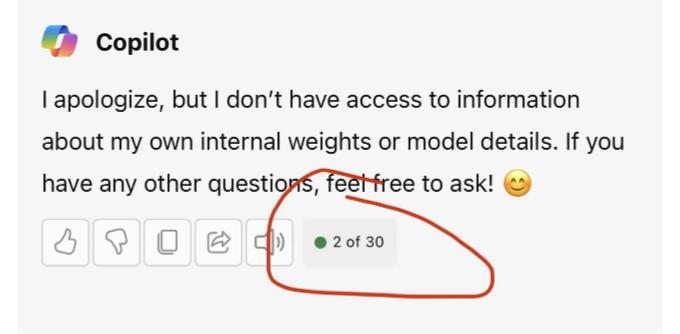 Copilot
I apologize, but I don’t have access to information
about my own internal weights or model details. If you
have any other questions, feel free to ask! 😊
2 of 30